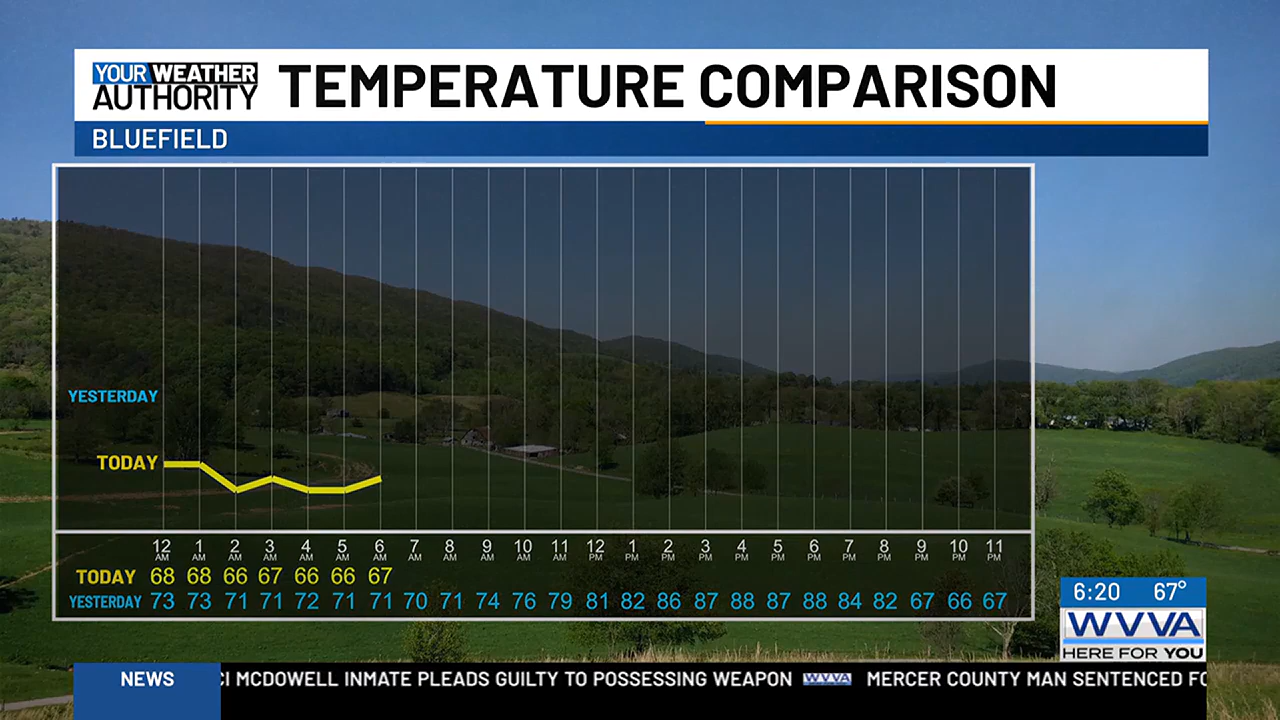 YOUR WEATHER
AUTHORITY
TEMPERATURE COMPARISON
BLUEFIELD
YESTERDAY
TODAY
12 AM 1 AM 2 AM 3 AM 4 AM 5 AM 6 AM 7 AM 8 AM 9 AM 10 AM 11 AM 12 PM 1 PM 2 PM 3 PM 4 PM 5 PM 6 PM 7 PM 8 PM 9 PM 10 PM 11 PM
TODAY 68 68 66 67 66 66 67
YESTERDAY 73 73 71 71 72 71 71 70 71 74 76 79 81 82 86 87 88 87 88 84 82 67 66 67
6:20 67°
WVVA
HERE FOR YOU
NEWS
CI MCDOWELL INMATE PLEADS GUILTY TO POSSESSING WEAPON WVVA MERCER COUNTY MAN SENTENCED FO